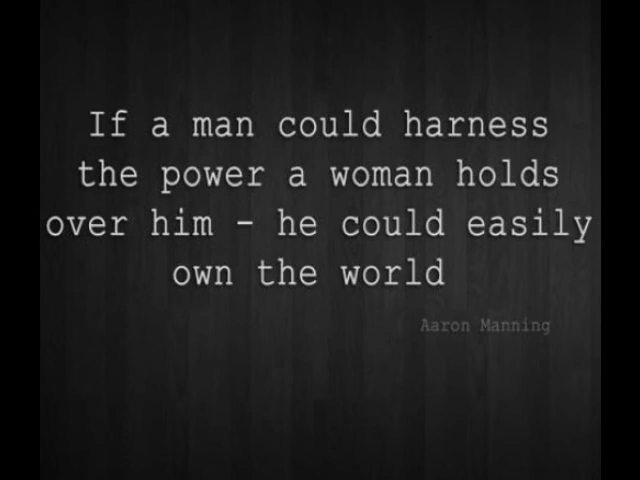 If a man could harness
the power a woman holds
over him - he could easily
own the world
Aaron Manning